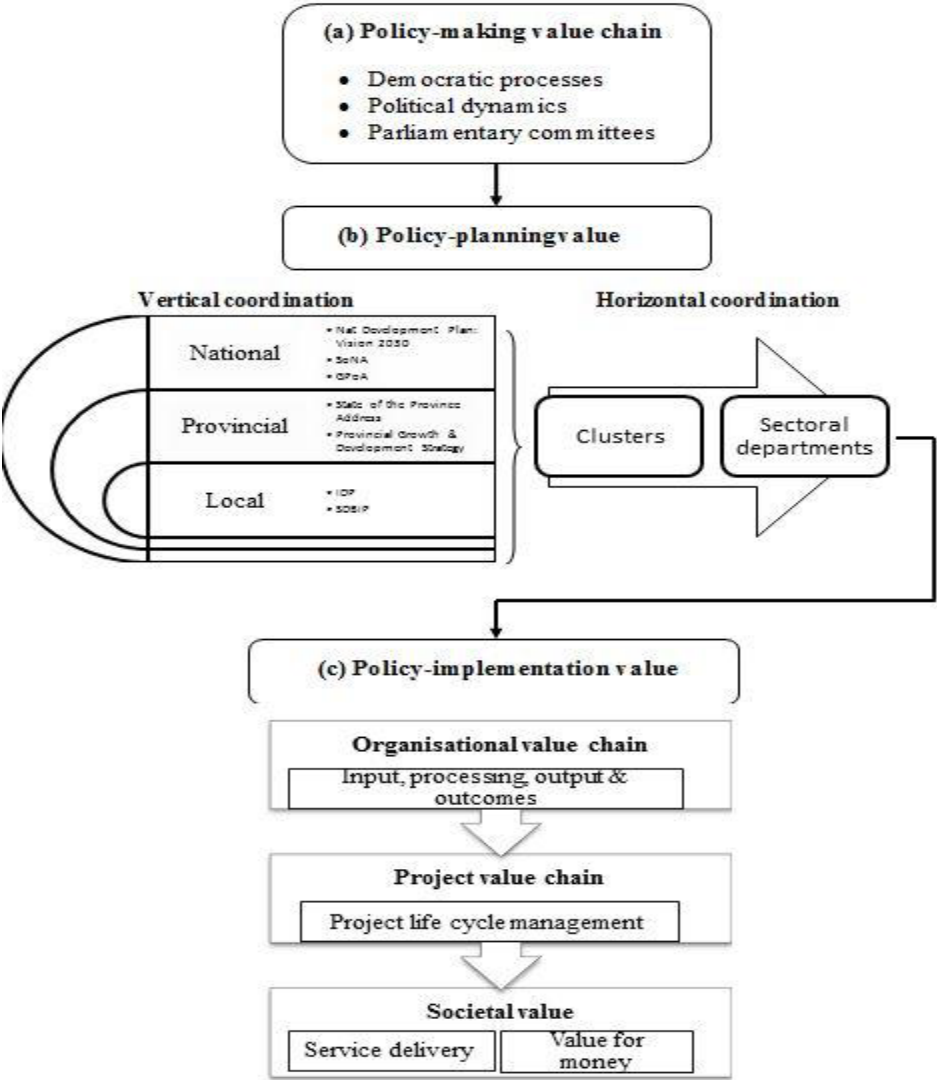 (a) Policy-making value chain
• Democratic processes
• Political dynamics
• Parliamentary committees
(b) Policy-planningvalue
Vertical coordination
Horizontal coordination
National
• Nat Development Plan:
Vision 2030
• SoNA
• GPoA
Provincial
• State of the Province
Address
• Provincial Growth &
Development Strategy
Local
• IDP
• SDBIP
Clusters
Sectoral
departments
(c) Policy-implementation value
Organisational value chain
Input, processing, output &
outcomes
Project value chain
Project life cycle management
Societal value
Service delivery
Value for
money